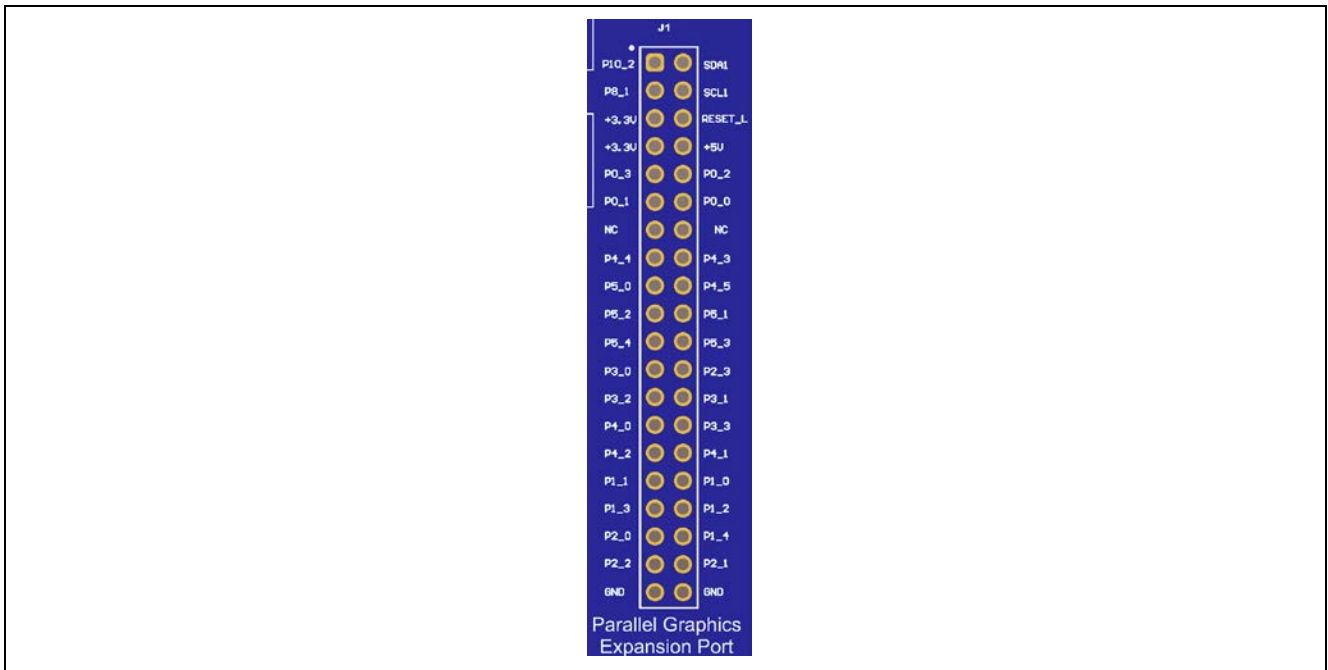 J1
P10_2 SDA1
P8_1 SCL1
+3.3V RESET_L
+3.3V +5V
P0_3 P0_2
P0_1 P0_0
NC NC
P4_4 P4_3
P5_0 P4_5
P5_2 P5_1
P5_4 P5_3
P3_0 P2_3
P3_2 P3_1
P4_0 P3_3
P4_2 P4_1
P1_1 P1_0
P1_3 P1_2
P2_0 P1_4
P2_2 P2_1
GND GND
Parallel Graphics
Expansion Port